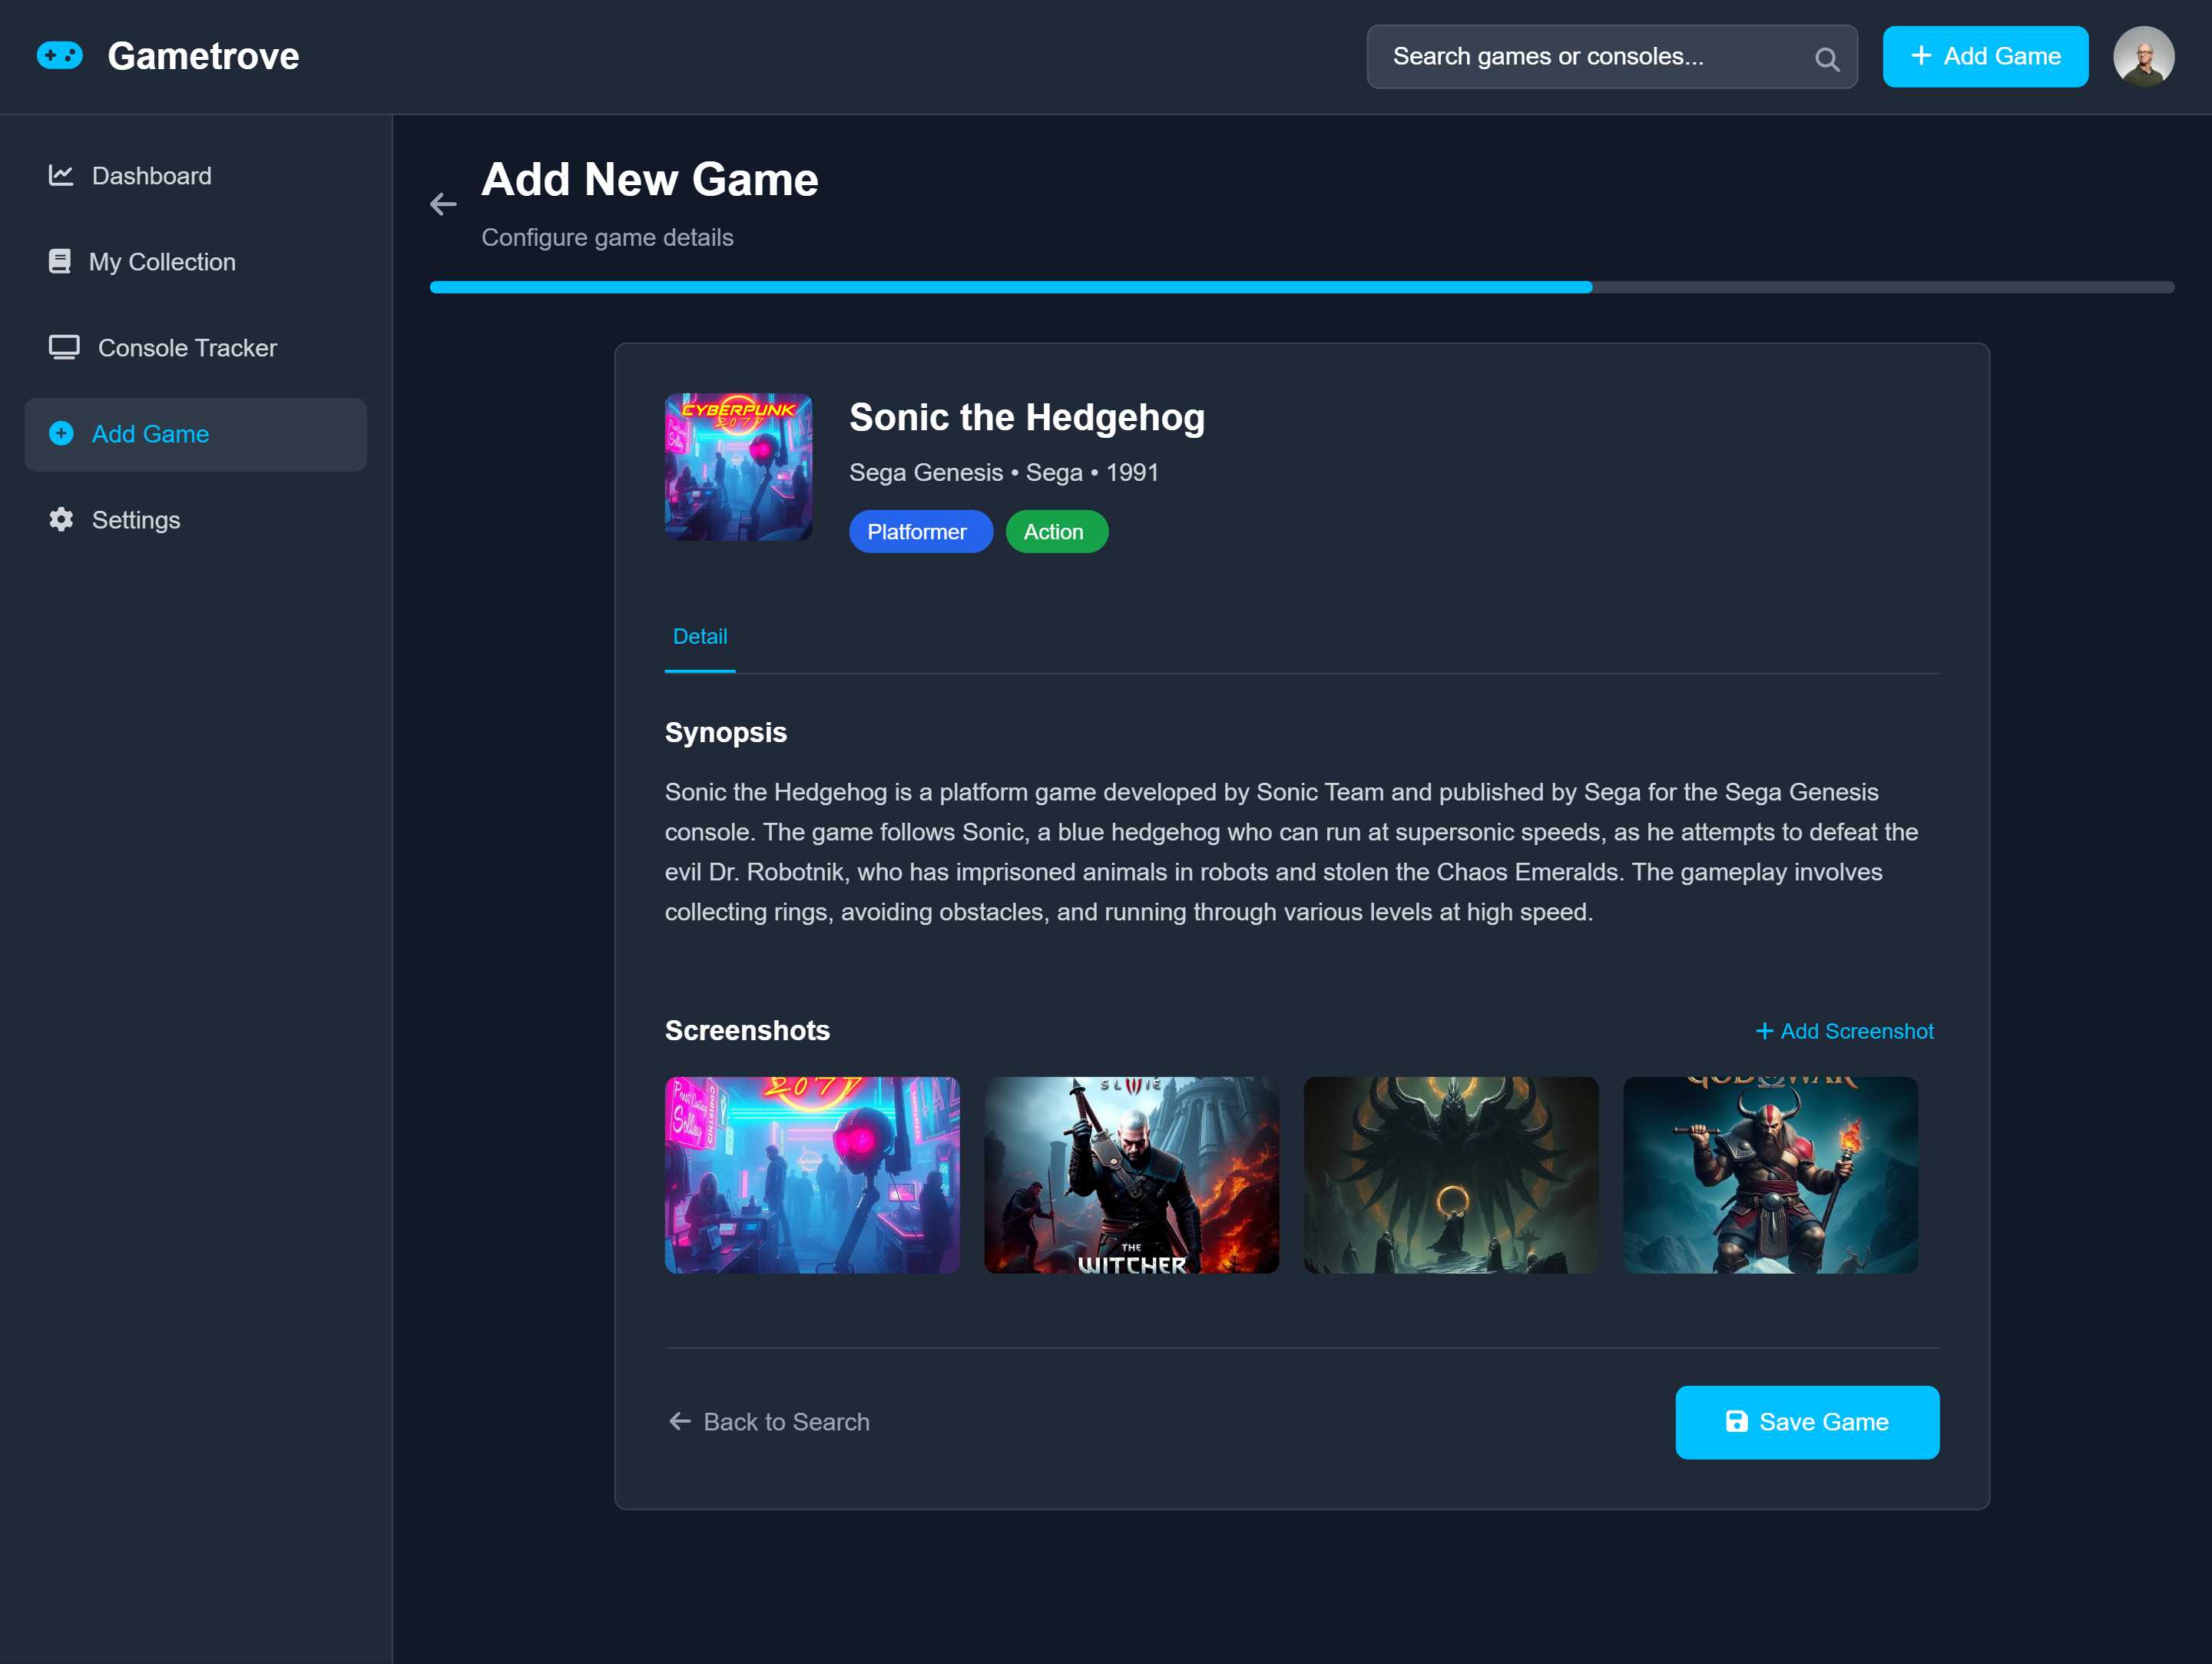 Gametrove
Search games or consoles...
Add Game
Dashboard
My Collection
Console Tracker
Add Game
Settings
Add New Game
Configure game details
CYBERPUNK
2077
Sonic the Hedgehog
Sega Genesis • Sega • 1991
Platformer
Action
Detail
Synopsis
Sonic the Hedgehog is a platform game developed by Sonic Team and published by Sega for the Sega Genesis
console. The game follows Sonic, a blue hedgehog who can run at supersonic speeds, as he attempts to defeat the
evil Dr. Robotnik, who has imprisoned animals in robots and stolen the Chaos Emeralds. The gameplay involves
collecting rings, avoiding obstacles, and running through various levels at high speed.
Screenshots
Add Screenshot
2077
THE
WITCHER
GOD OF WAR
Back to Search
Save Game